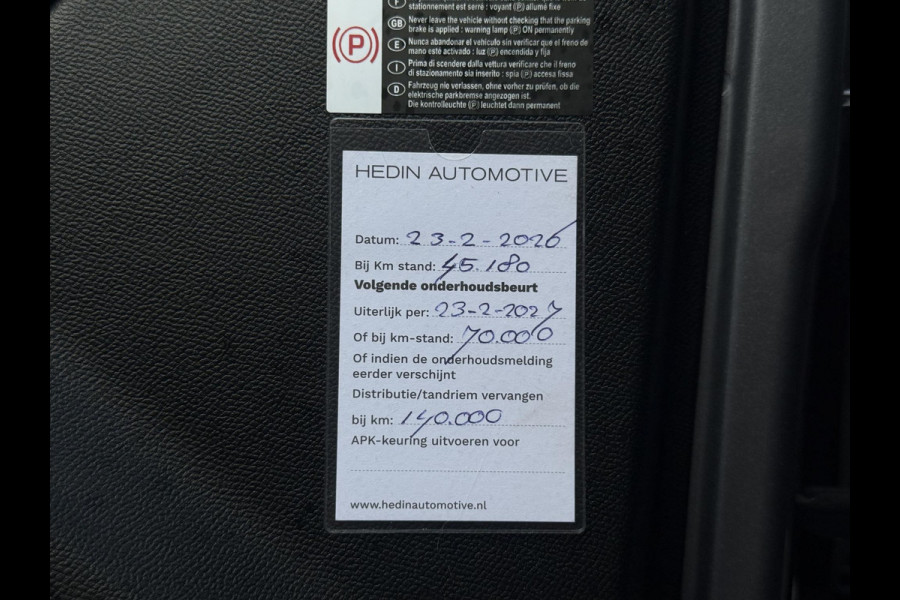 stationnement est serré : voyant (P) allumé fixe
GB Never leave the vehicle without checking that the parking
brake is applied : warning lamp (P) ON permanently
E Nunca abandonar el vehículo sin verificar que el freno de
mano esté activado : luz (P) encendida y fija
I Prima di scendere dalla vettura verificare che il freno
di stazionamento sia inserito : spia (P) accesa fissa
D Fahrzeug nie verlassen, ohne vorher zu prüfen, ob die
elektrische parkbremse angezogen ist.
Die kontrolleuchte (P) leuchtet dann permanent
(P)
HEDIN AUTOMOTIVE
Datum: 23-2-2026
Bij Km stand: 45.180
Volgende onderhoudsbeurt
Uiterlijk per: 23-2-2027
Of bij km-stand: 70.000
Of indien de onderhoudsmelding
eerder verschijnt
Distributie/tandriem vervangen
bij km: 140.000
APK-keuring uitvoeren voor
www.hedinautomotive.nl